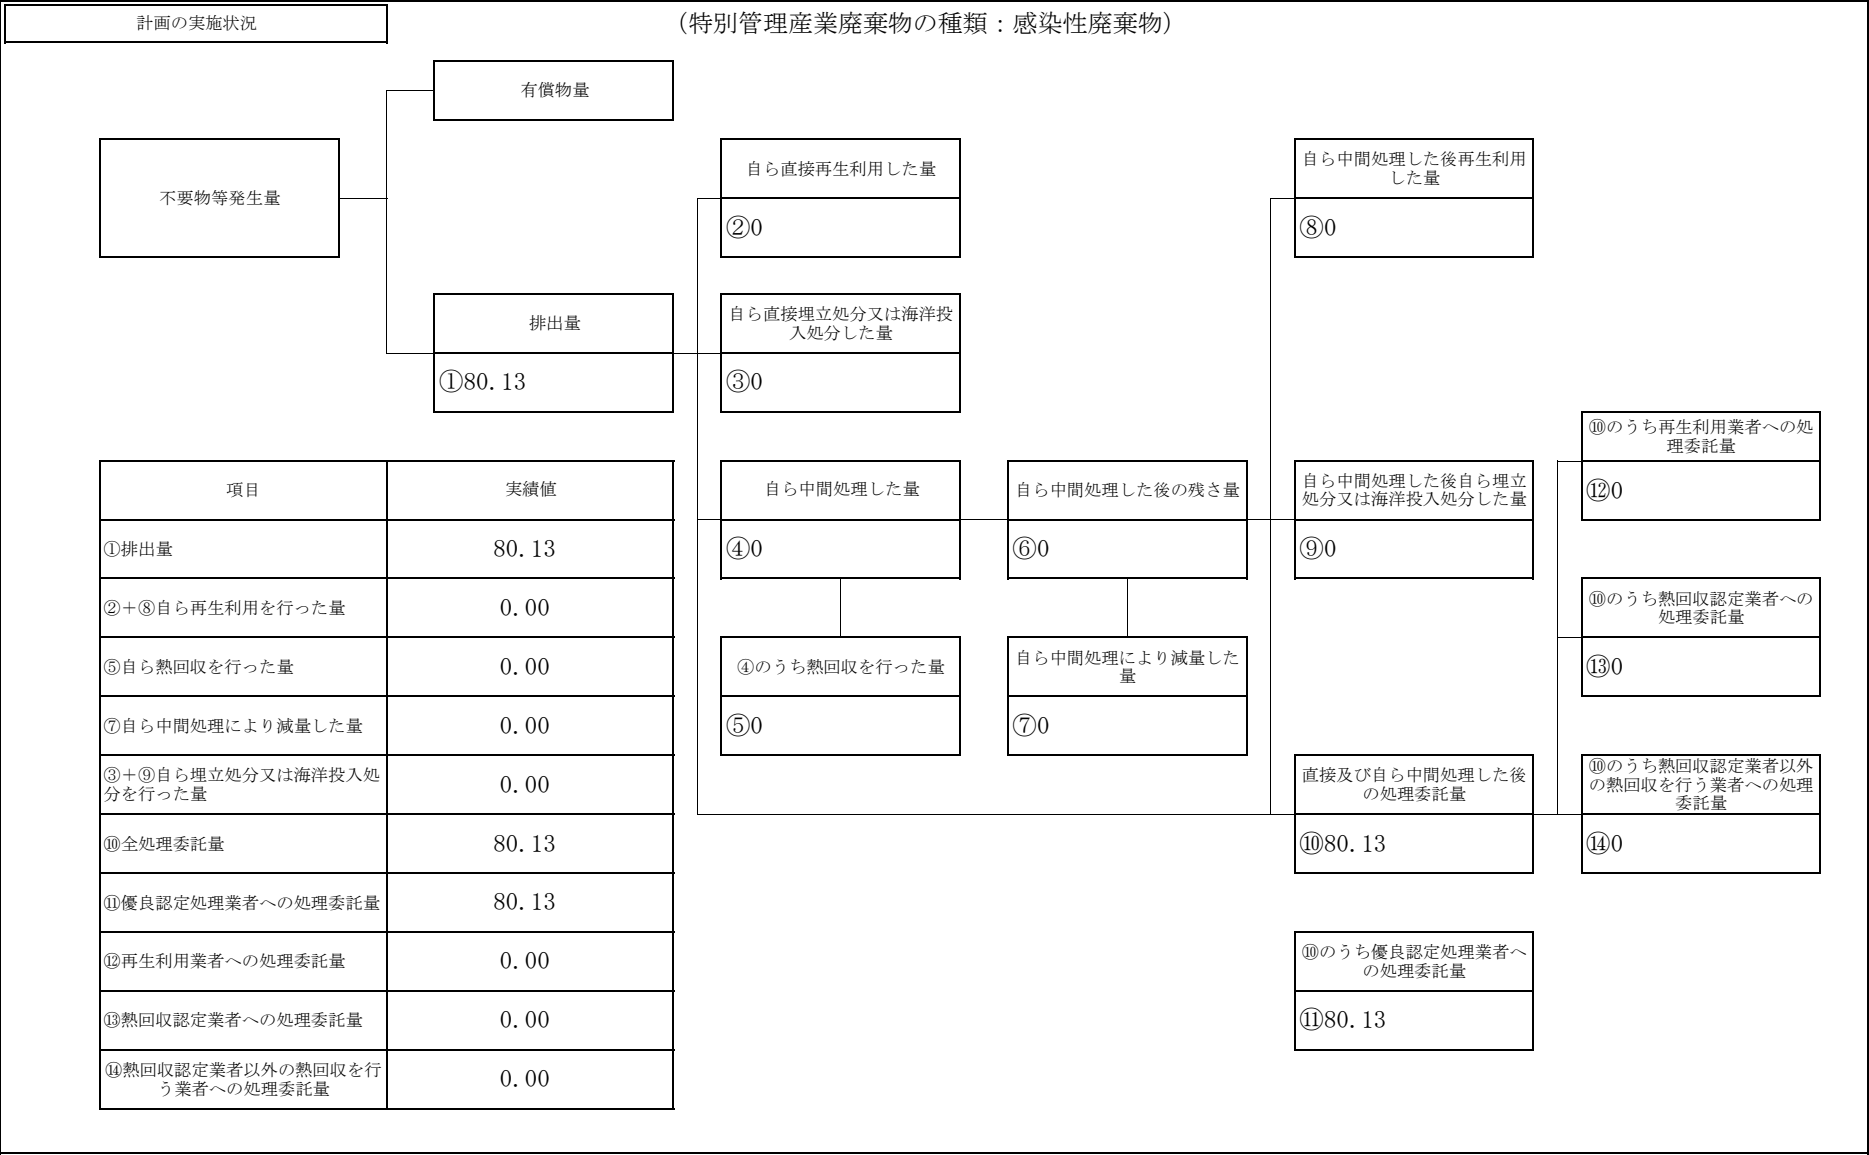 計画の実施状況
（特別管理産業廃棄物の種類：感染性廃棄物）
有償物量
不要物等発生量
自ら直接再生利用した量
②0
自ら中間処理した後再生利用
した量
⑧0
排出量
①80.13
自ら直接埋立処分又は海洋投
入処分した量
③0
項目 実績値
①排出量 80.13
②＋⑧自ら再生利用を行った量 0.00
⑤自ら熱回収を行った量 0.00
⑦自ら中間処理により減量した量 0.00
③＋⑨自ら埋立処分又は海洋投入処
分を行った量 0.00
⑩全処理委託量 80.13
⑪優良認定処理業者への処理委託量 80.13
⑫再生利用業者への処理委託量 0.00
⑬熱回収認定業者への処理委託量 0.00
⑭熱回収認定業者以外の熱回収を行
う業者への処理委託量 0.00
自ら中間処理した量
④0
④のうち熱回収を行った量
⑤0
自ら中間処理した後の残さ量
⑥0
自ら中間処理により減量した
量
⑦0
自ら中間処理した後自ら埋立
処分又は海洋投入処分した量
⑨0
直接及び自ら中間処理した後
の処理委託量
⑩80.13
⑩のうち優良認定処理業者へ
の処理委託量
⑪80.13
⑩のうち再生利用業者への処
理委託量
⑫0
⑩のうち熱回収認定業者への
処理委託量
⑬0
⑩のうち熱回収認定業者以外
の熱回収を行う業者への処理
委託量
⑭0